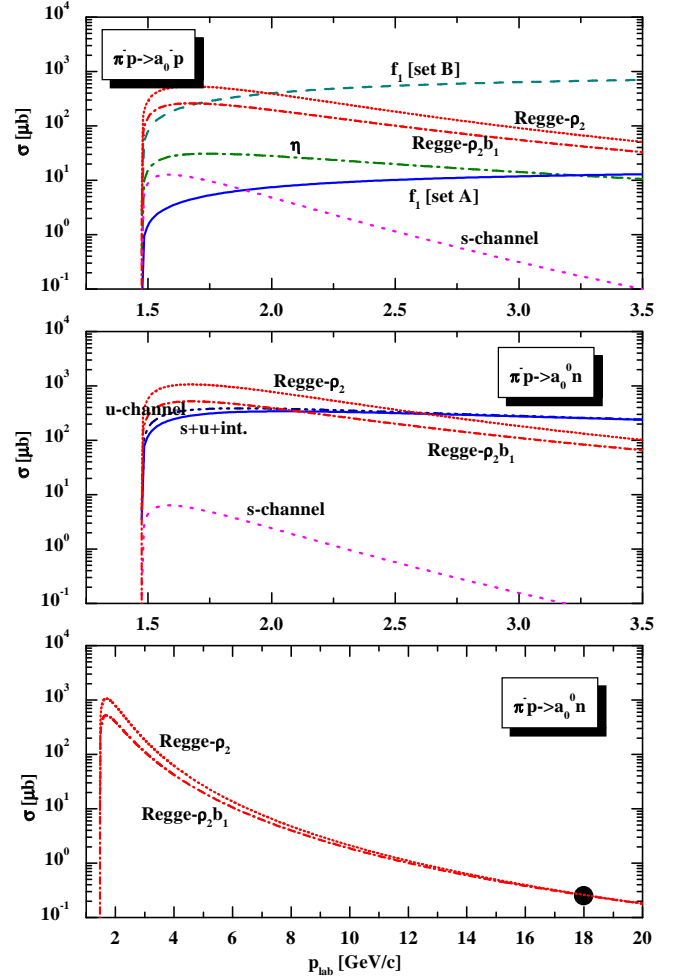 π⁻p->a₀⁻p
f₁ [set B]
Regge-ρ₂
Regge-ρ₂b₁
η
f₁ [set A]
s-channel
σ [μb]
10⁴
10³
10²
10¹
10⁰
10⁻¹
1.5 2.0 2.5 3.0 3.5
π⁻p->a₀⁰n
Regge-ρ₂
u-channel
s+u+int.
Regge-ρ₂b₁
s-channel
σ [μb]
10⁴
10³
10²
10¹
10⁰
10⁻¹
1.5 2.0 2.5 3.0 3.5
π⁻p->a₀⁰n
Regge-ρ₂
Regge-ρ₂b₁
σ [μb]
10⁴
10³
10²
10¹
10⁰
10⁻¹
2 4 6 8 10 12 14 16 18 20
p_lab [GeV/c]